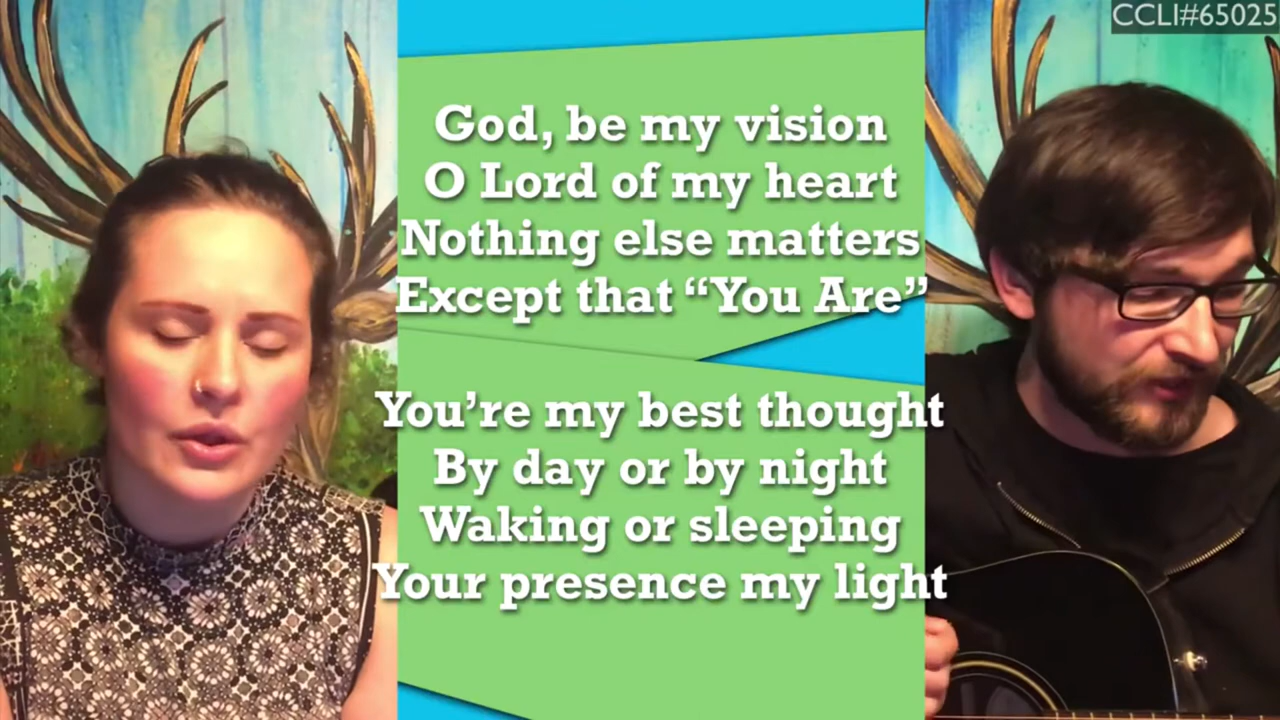 CCLI#65025
God, be my vision
O Lord of my heart
Nothing else matters
Except that “You Are”
You’re my best thought
By day or by night
Waking or sleeping
Your presence my light